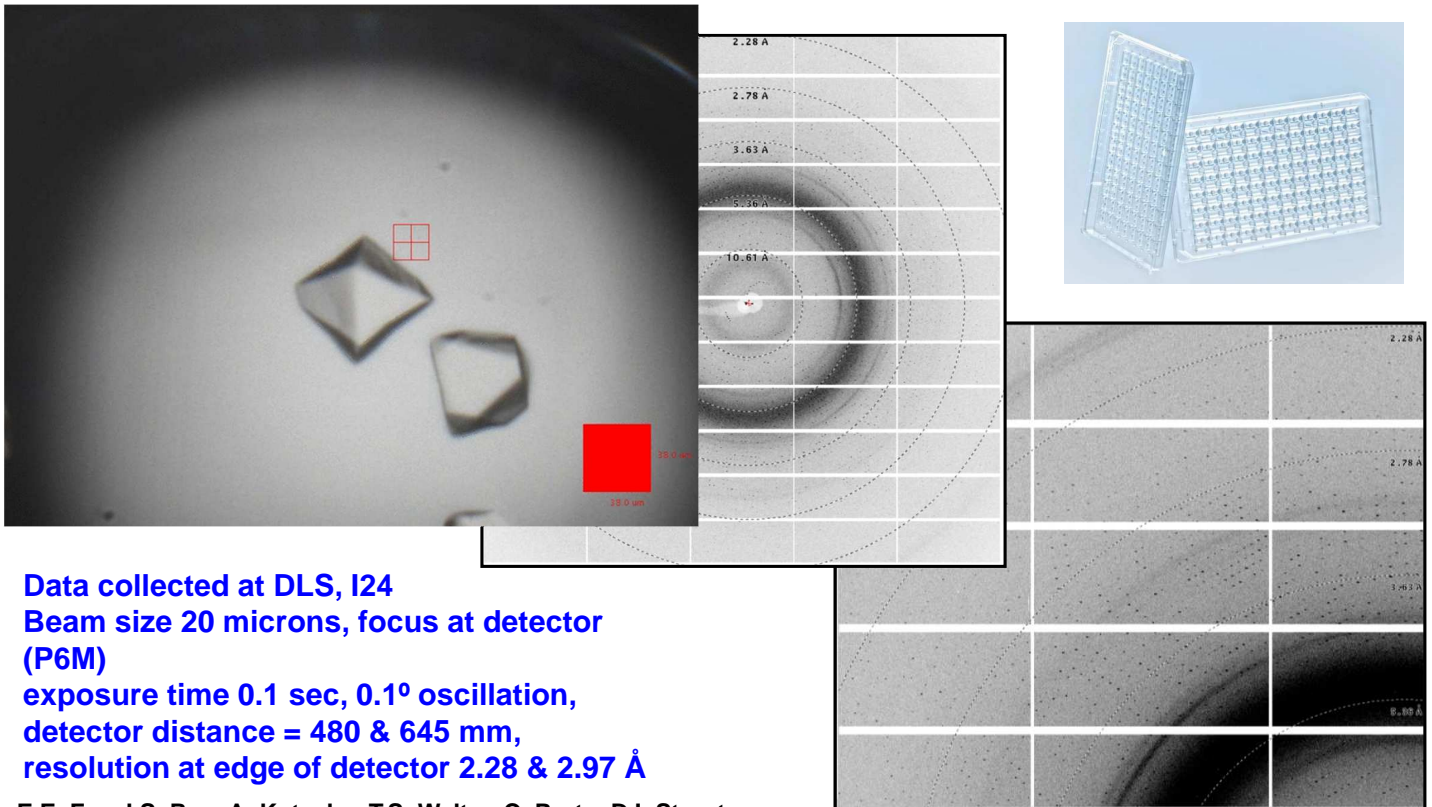 2.28 Å
2.78 Å
3.63 Å
5.36 Å
10.61 Å
38.0 um
38.0 um
2.28 Å
2.78 Å
3.63 Å
5.36 Å
Data collected at DLS, I24
Beam size 20 microns, focus at detector
(P6M)
exposure time 0.1 sec, 0.1º oscillation,
detector distance = 480 & 645 mm,
resolution at edge of detector 2.28 & 2.97 Å